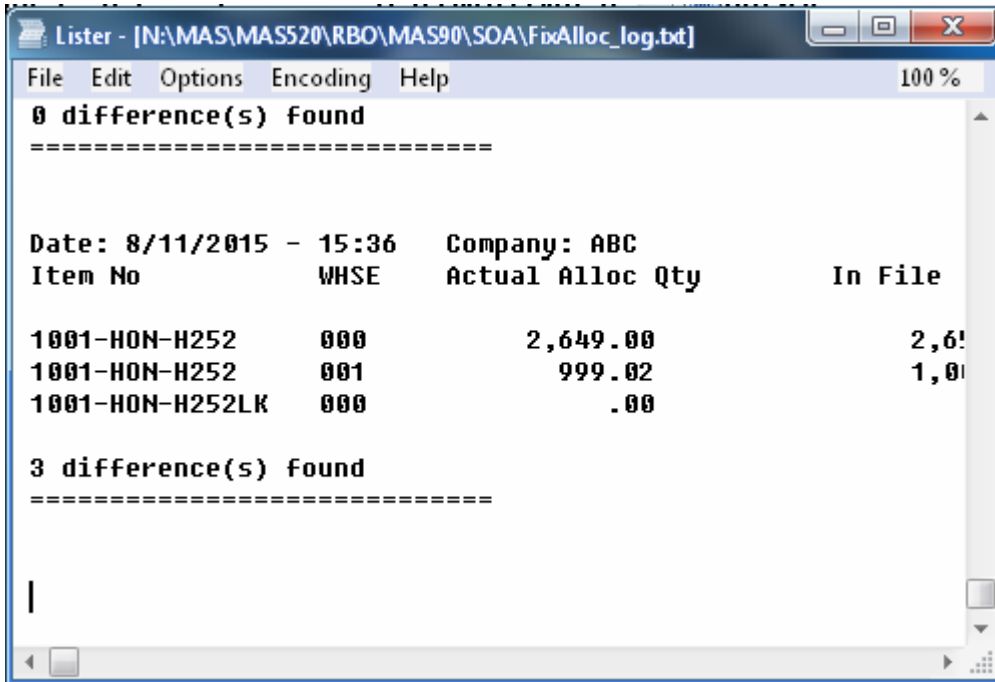 Lister - [N:\MAS\MAS520\RBO\MAS90\SOA\FixAlloc_log.txt]
File Edit Options Encoding Help 100 %
0 difference(s) found
=============================
Date: 8/11/2015 - 15:36 Company: ABC
Item No WHSE Actual Alloc Qty In File
1001-HON-H252 000 2,649.00
1001-HON-H252 001 999.02
1001-HON-H252LK 000 .00
3 difference(s) found
=============================